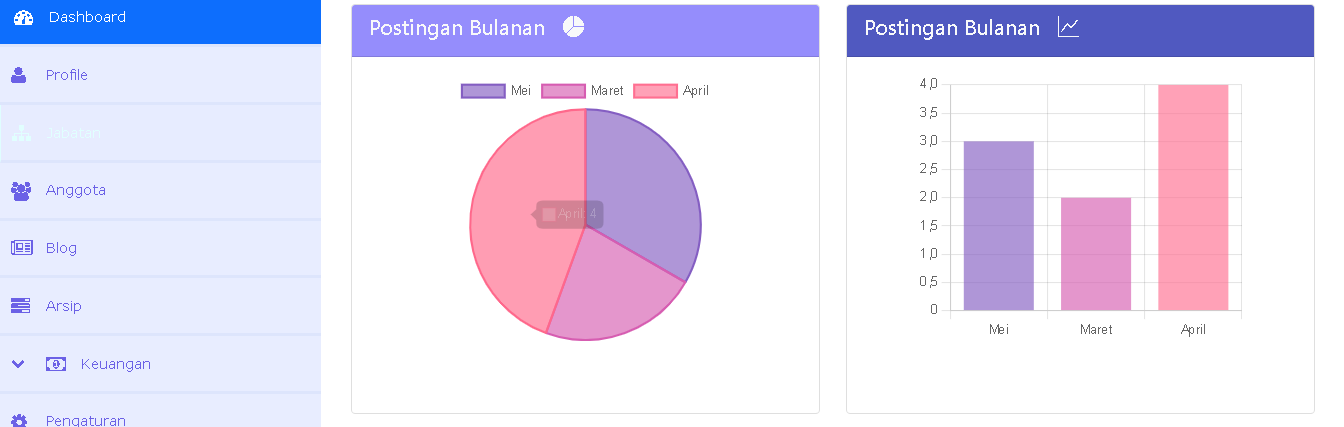 Dashboard
Profile
Jabatan
Anggota
Blog
Arsip
Keuangan
Pengaturan
Postingan Bulanan
Mei Maret April
April: 4
Postingan Bulanan
4,0
3,5
3,0
2,5
2,0
1,5
1,0
0,5
0
Mei Maret April